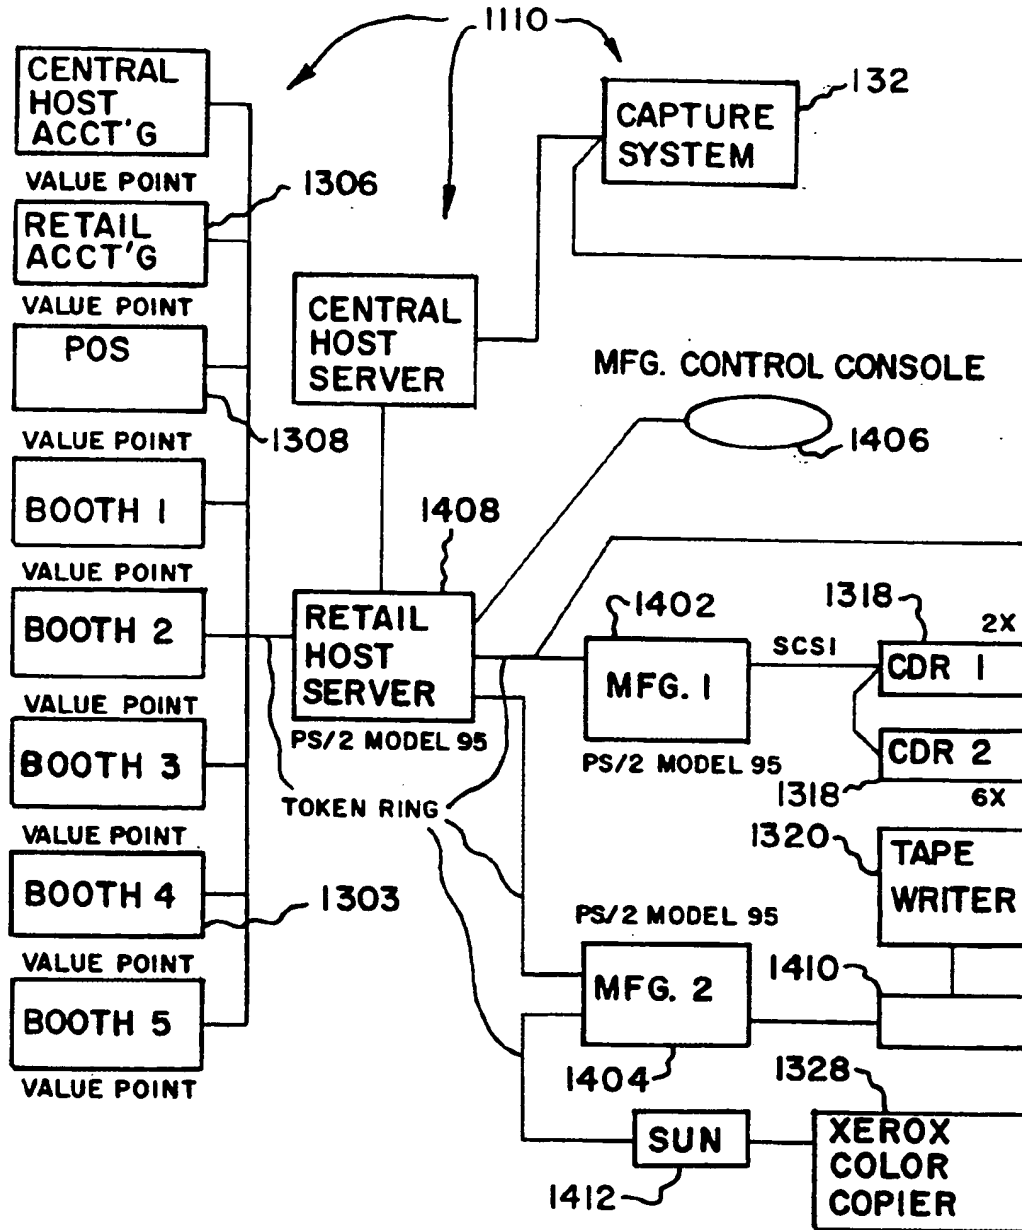 1110
CENTRAL
HOST
ACCT'G
VALUE POINT
1306
RETAIL
ACCT'G
VALUE POINT
POS
1308
VALUE POINT
BOOTH 1
VALUE POINT
BOOTH 2
VALUE POINT
BOOTH 3
VALUE POINT
BOOTH 4
1303
VALUE POINT
BOOTH 5
VALUE POINT
CAPTURE
SYSTEM
132
CENTRAL
HOST
SERVER
MFG. CONTROL CONSOLE
1406
1408
RETAIL
HOST
SERVER
PS/2 MODEL 95
TOKEN RING
1402
MFG. 1
PS/2 MODEL 95
SCSI
1318
2X
CDR 1
CDR 2
1318
6X
1320
TAPE
WRITER
PS/2 MODEL 95
MFG. 2
1404
1410
1328
SUN
1412
XEROX
COLOR
COPIER